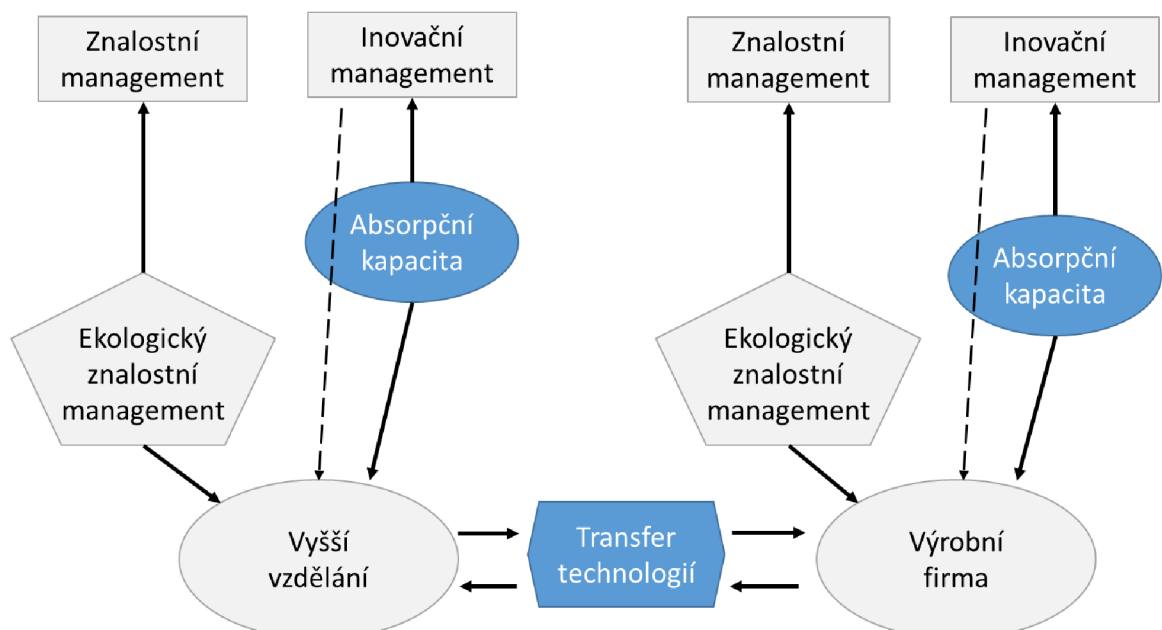 Znalostní
management
Inovační
management
Znalostní
management
Inovační
management
Absorpční
kapacita
Absorpční
kapacita
Ekologický
znalostní
management
Ekologický
znalostní
management
Vyšší
vzdělání
Transfer
technologií
Výrobní
firma